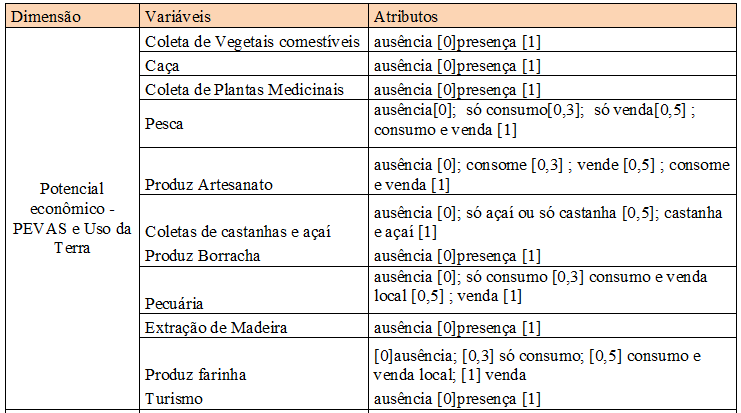 Dimensão Variáveis Atributos
Coleta de Vegetais comestíveis ausência [0]presença [1]
Caça ausência [0]presença [1]
Coleta de Plantas Medicinais ausência [0]presença [1]
Pesca ausência[0];  só consumo[0,3];  só venda[0,5] ;
consumo e venda [1]
Produz Artesanato ausência [0]; consome [0,3] ; vende [0,5] ; consome
e venda [1]
Potencial
econômico -
PEVAS e Uso da
Terra
Coletas de castanhas e açaí ausência [0]; só açaí ou só castanha [0,5]; castanha
e açaí [1]
Produz Borracha ausência [0]presença [1]
Pecuária ausência [0]; só consumo [0,3] consumo e venda
local [0,5] ; venda [1]
Extração de Madeira ausência [0]presença [1]
Produz farinha [0]ausência; [0,3] só consumo; [0,5] consumo e
venda local; [1] venda
Turismo ausência [0]presença [1]